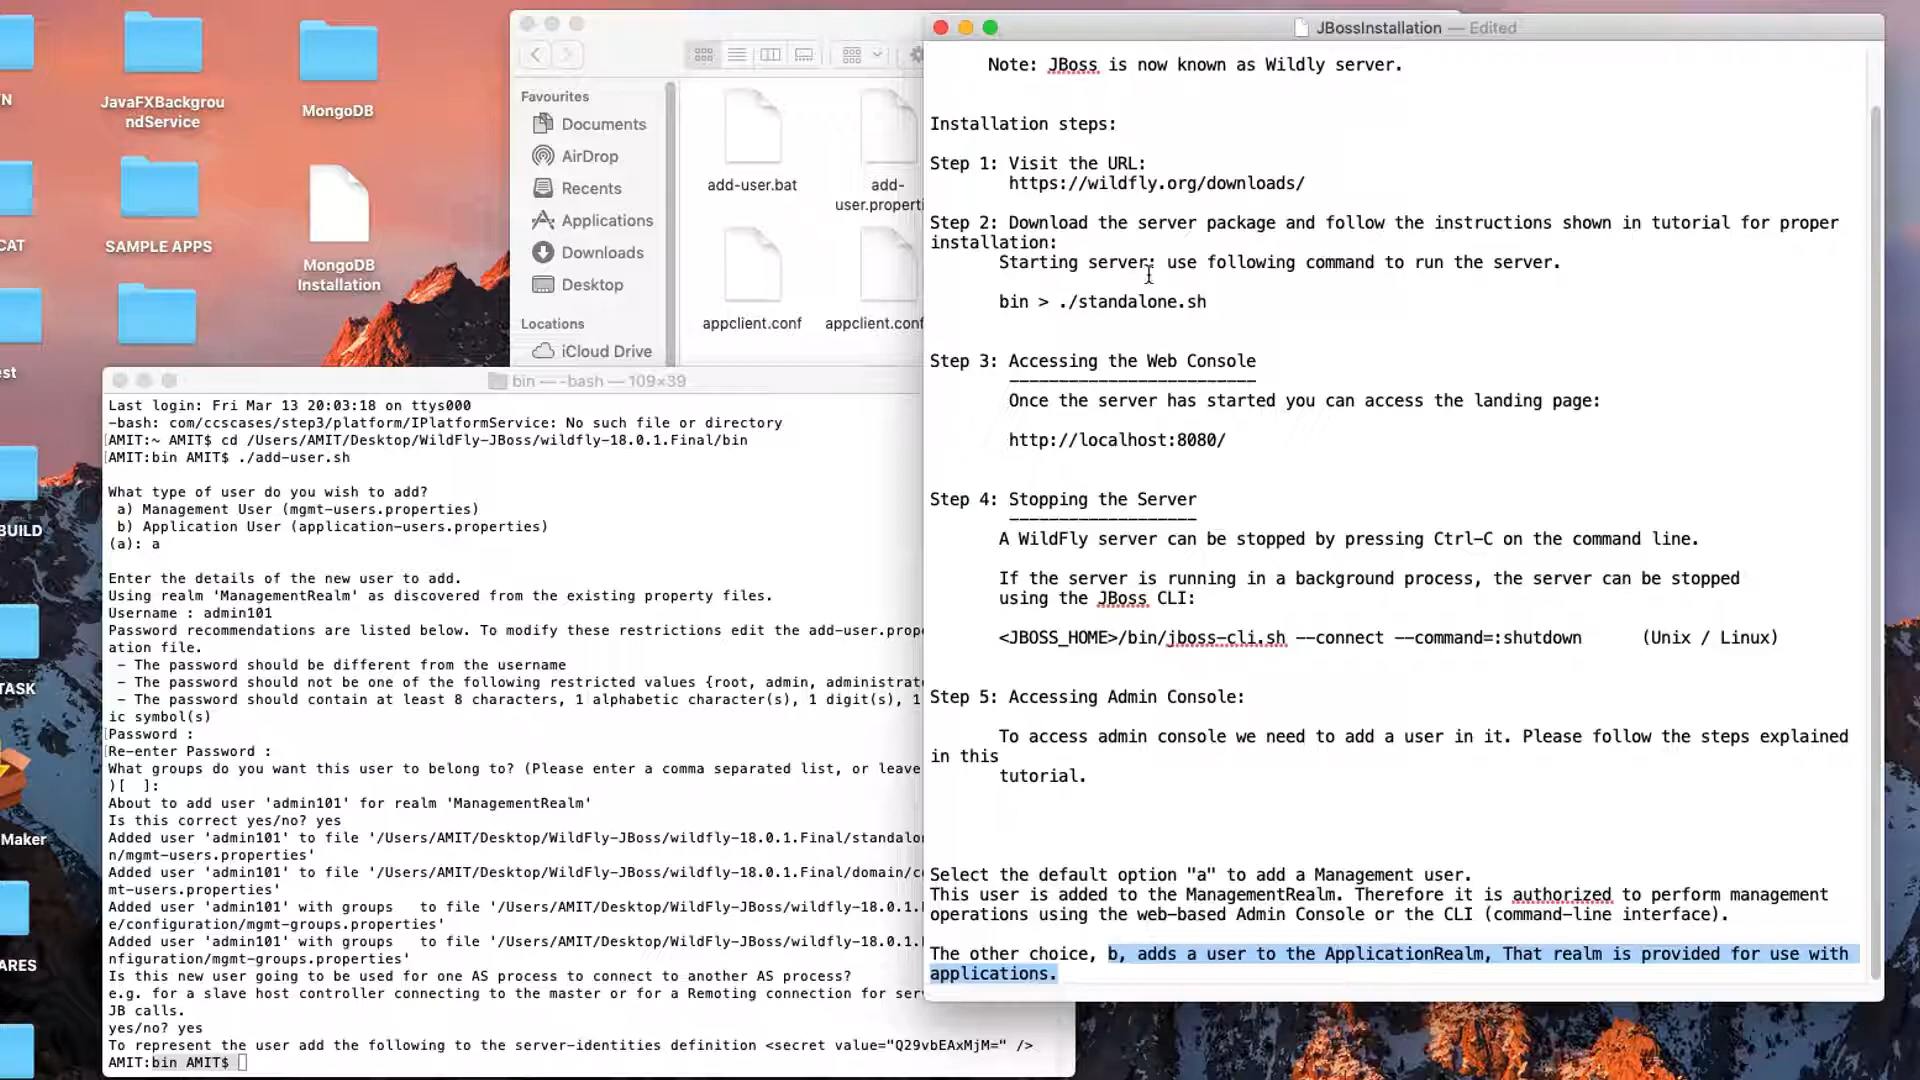 N
JavaFXBackgrou
ndService
MongoDB
CAT
SAMPLE APPS
MongoDB
Installation
est
BUILD
TASK
Maker
ARES
Favourites
Documents
AirDrop
Recents
Applications
Downloads
Desktop
Locations
iCloud Drive
add-user.bat
add-
user.properti
appclient.conf
appclient.conf
bin — -bash — 109×39
Last login: Fri Mar 13 20:03:18 on ttys000
-bash: com/ccscases/step3/platform/IPlatformService: No such file or directory
[AMIT:~ AMIT$ cd /Users/AMIT/Desktop/WildFly-JBoss/wildfly-18.0.1.Final/bin
[AMIT:bin AMIT$ ./add-user.sh
What type of user do you wish to add?
a) Management User (mgmt-users.properties)
b) Application User (application-users.properties)
(a): a
Enter the details of the new user to add.
Using realm 'ManagementRealm' as discovered from the existing property files.
Username : admin101
Password recommendations are listed below. To modify these restrictions edit the add-user.prope
ation file.
- The password should be different from the username
- The password should not be one of the following restricted values {root, admin, administrat
- The password should contain at least 8 characters, 1 alphabetic character(s), 1 digit(s), 1
ic symbol(s)
[Password :
[Re-enter Password :
What groups do you want this user to belong to? (Please enter a comma separated list, or leave
)[  ]:
About to add user 'admin101' for realm 'ManagementRealm'
Is this correct yes/no? yes
Added user 'admin101' to file '/Users/AMIT/Desktop/WildFly-JBoss/wildfly-18.0.1.Final/standalo
n/mgmt-users.properties'
Added user 'admin101' to file '/Users/AMIT/Desktop/WildFly-JBoss/wildfly-18.0.1.Final/domain/co
mt-users.properties'
Added user 'admin101' with groups   to file '/Users/AMIT/Desktop/WildFly-JBoss/wildfly-18.0.1.
e/configuration/mgmt-groups.properties'
Added user 'admin101' with groups   to file '/Users/AMIT/Desktop/WildFly-JBoss/wildfly-18.0.1.
nfiguration/mgmt-groups.properties'
Is this new user going to be used for one AS process to connect to another AS process?
e.g. for a slave host controller connecting to the master or for a Remoting connection for ser
JB calls.
yes/no? yes
To represent the user add the following to the server-identities definition <secret value="Q29vbEAxMjM=" />
AMIT:bin AMIT$
JBossInstallation — Edited
Note: JBoss is now known as Wildly server.
Installation steps:
Step 1: Visit the URL:
https://wildfly.org/downloads/
Step 2: Download the server package and follow the instructions shown in tutorial for proper
installation:
Starting server: use following command to run the server.
bin > ./standalone.sh
Step 3: Accessing the Web Console
-------------------------
Once the server has started you can access the landing page:
http://localhost:8080/
Step 4: Stopping the Server
-------------------
A WildFly server can be stopped by pressing Ctrl-C on the command line.
If the server is running in a background process, the server can be stopped
using the JBoss CLI:
<JBOSS_HOME>/bin/jboss-cli.sh --connect --command=:shutdown      (Unix / Linux)
Step 5: Accessing Admin Console:
To access admin console we need to add a user in it. Please follow the steps explained
in this
tutorial.
Select the default option "a" to add a Management user.
This user is added to the ManagementRealm. Therefore it is authorized to perform management
operations using the web-based Admin Console or the CLI (command-line interface).
The other choice, b, adds a user to the ApplicationRealm, That realm is provided for use with
applications.